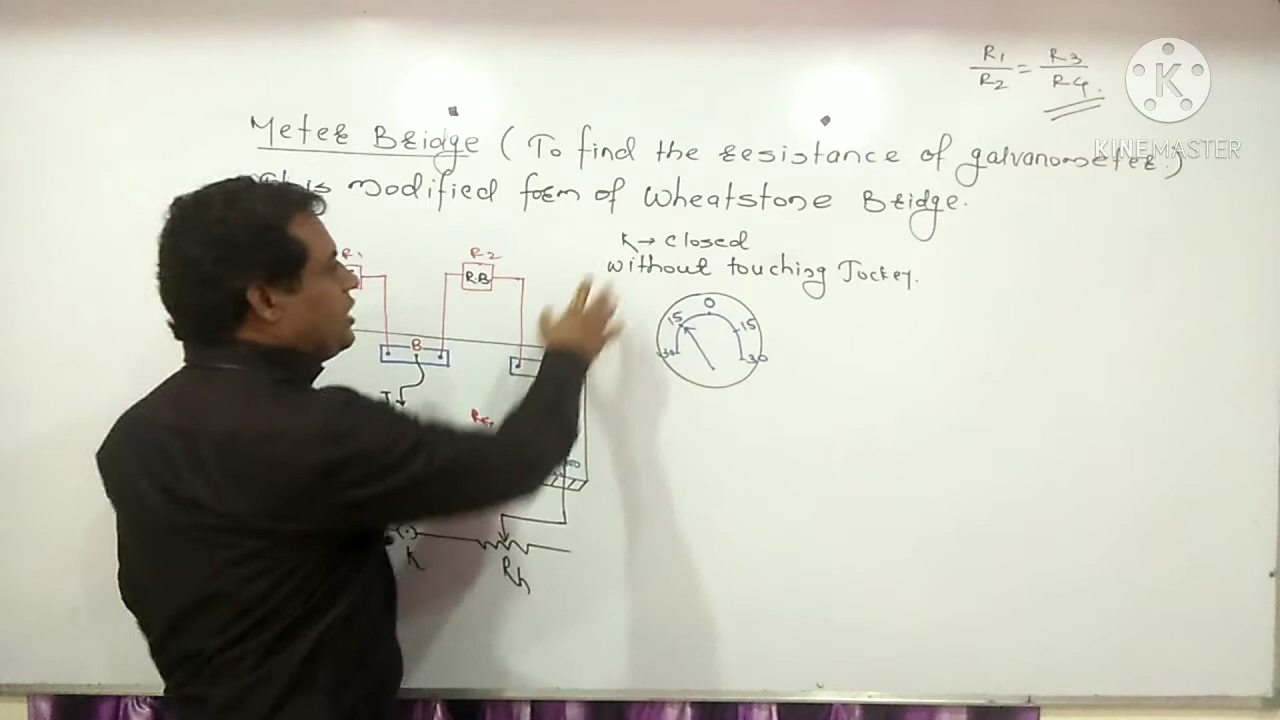 R1/R2 = R3/R4.
K
KINEMASTER
Meter Bridge (To find the resistance of galvanometer.)
is modified form of Wheatstone Bridge.
K → closed
without touching Jockey.
R1
R2
R.B
B
0
15
15
30
30
J
K
Rh